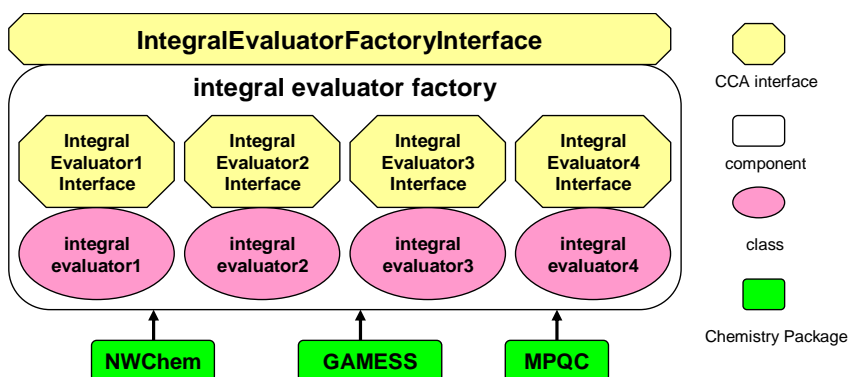 IntegralEvaluatorFactoryInterface
integral evaluator factory
Integral
Evaluator1
Interface
Integral
Evaluator2
Interface
Integral
Evaluator3
Interface
Integral
Evaluator4
Interface
integral
evaluator1
integral
evaluator2
integral
evaluator3
integral
evaluator4
NWChem
GAMESS
MPQC
CCA interface
component
class
Chemistry Package